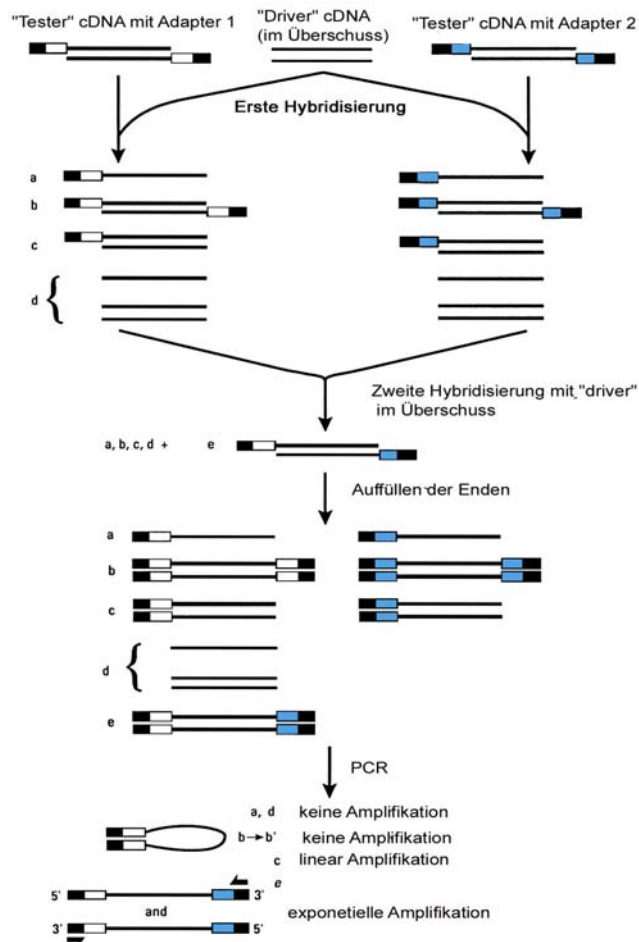 "Tester" cDNA mit Adapter 1
"Driver" cDNA
(im Überschuss)
"Tester" cDNA mit Adapter 2
Erste Hybridisierung
a
b
c
d {
Zweite Hybridisierung mit "driver"
im Überschuss
a, b, c, d + e
Auffüllen der Enden
a
b
c
d {
e
PCR
a, d keine Amplifikation
b→b' keine Amplifikation
c linear Amplifikation
e
5' 3'
and exponetielle Amplifikation
3' 5'